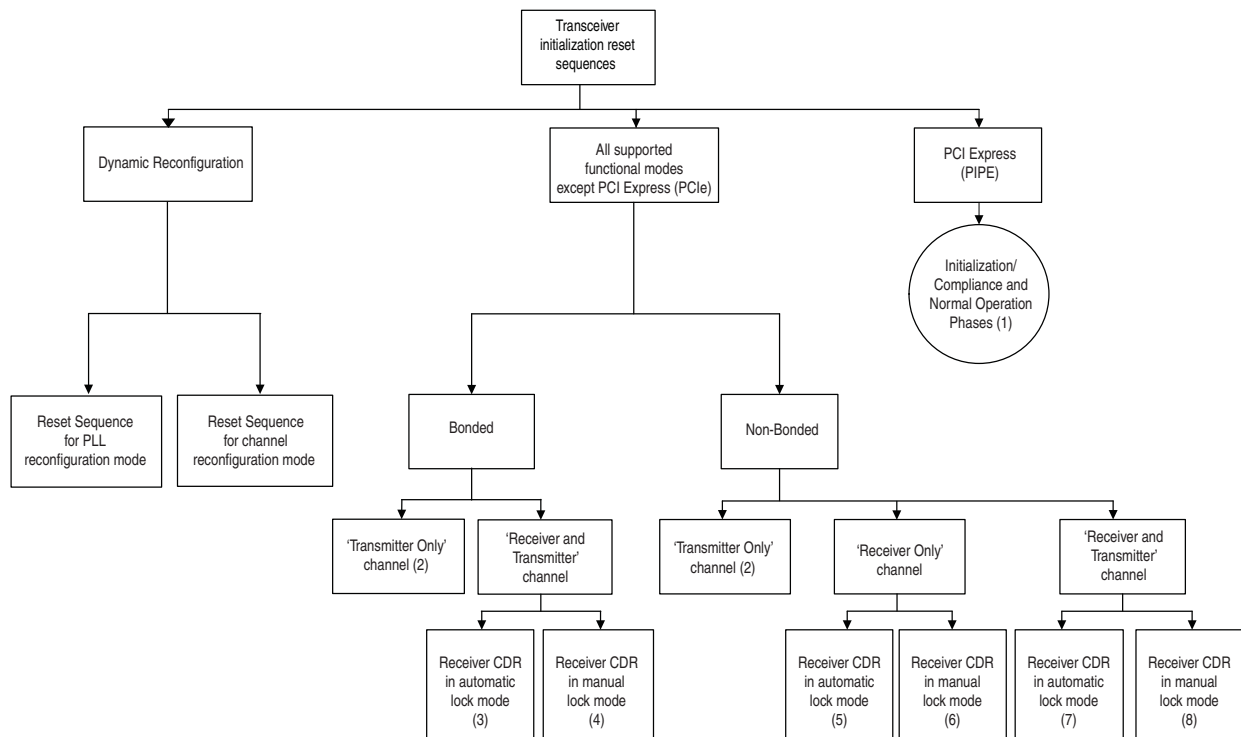 Transceiver
initialization reset
sequences
Dynamic Reconfiguration
All supported
functional modes
except PCI Express (PCIe)
PCI Express
(PIPE)
Initialization/
Compliance and
Normal Operation
Phases (1)
Reset Sequence
for PLL
reconfiguration mode
Reset Sequence
for channel
reconfiguration mode
Bonded
Non-Bonded
‘Transmitter Only’
channel (2)
‘Receiver and
Transmitter’
channel
‘Transmitter Only’
channel (2)
‘Receiver Only’
channel
‘Receiver and
Transmitter’
channel
Receiver CDR
in automatic
lock mode
(3)
Receiver CDR
in manual
lock mode
(4)
Receiver CDR
in automatic
lock mode
(5)
Receiver CDR
in manual
lock mode
(6)
Receiver CDR
in automatic
lock mode
(7)
Receiver CDR
in manual
lock mode
(8)